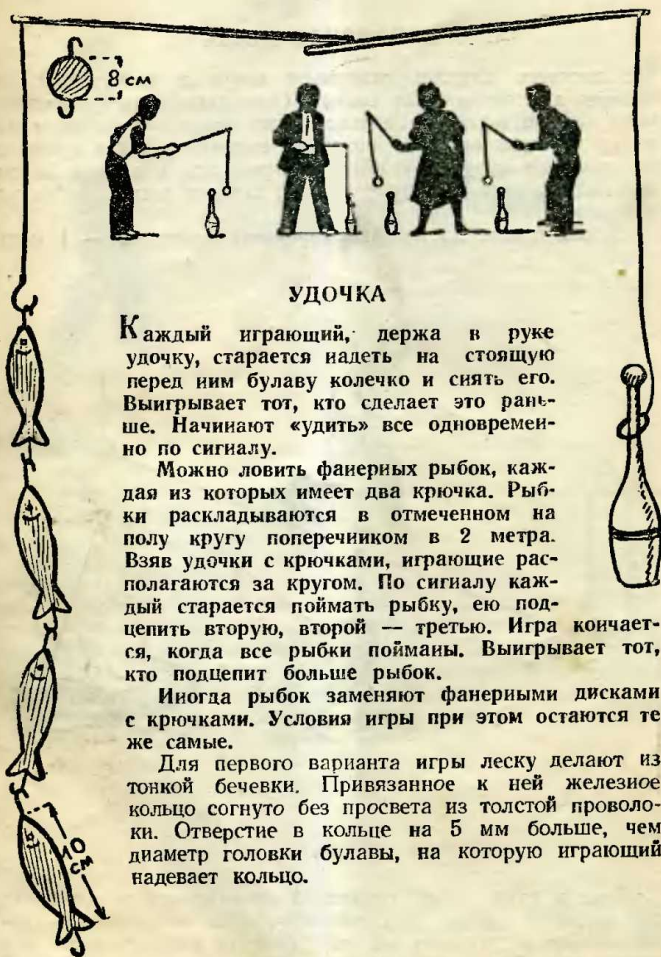 8 см
УДОЧКА
Каждый играющий, держа в руке
удочку, старается надеть на стоящую
перед ним булаву колечко и снять его.
Выигрывает тот, кто сделает это рань-
ше. Начинают «удить» все одновремен-
но по сигналу.
Можно ловить фанерных рыбок, каж-
дая из которых имеет два крючка. Рыб-
ки раскладываются в отмеченном на
полу кругу поперечником в 2 метра.
Взяв удочки с крючками, играющие рас-
полагаются за кругом. По сигналу каж-
дый старается поймать рыбку, ею под-
цепить вторую, второй — третью. Игра кончает-
ся, когда все рыбки пойманы. Выигрывает тот,
кто подцепит больше рыбок.
Иногда рыбок заменяют фанерными дисками
с крючками. Условия игры при этом остаются те
же самые.
Для первого варианта игры леску делают из
тонкой бечевки. Привязанное к ней железное
кольцо согнуто без просвета из толстой проволо-
ки. Отверстие в кольце на 5 мм больше, чем
диаметр головки булавы, на которую играющий
надевает кольцо.
10
см